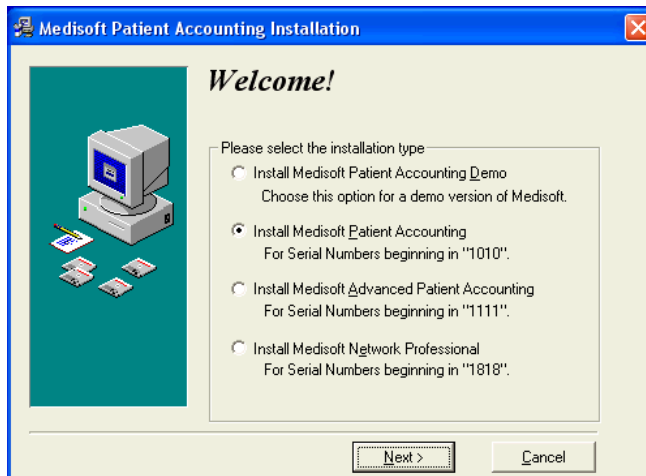 Medisoft Patient Accounting Installation
Welcome!
Please select the installation type
Install Medisoft Patient Accounting Demo
Choose this option for a demo version of Medisoft.
Install Medisoft Patient Accounting
For Serial Numbers beginning in "1010".
Install Medisoft Advanced Patient Accounting
For Serial Numbers beginning in "1111".
Install Medisoft Network Professional
For Serial Numbers beginning in "1818".
Next >
Cancel